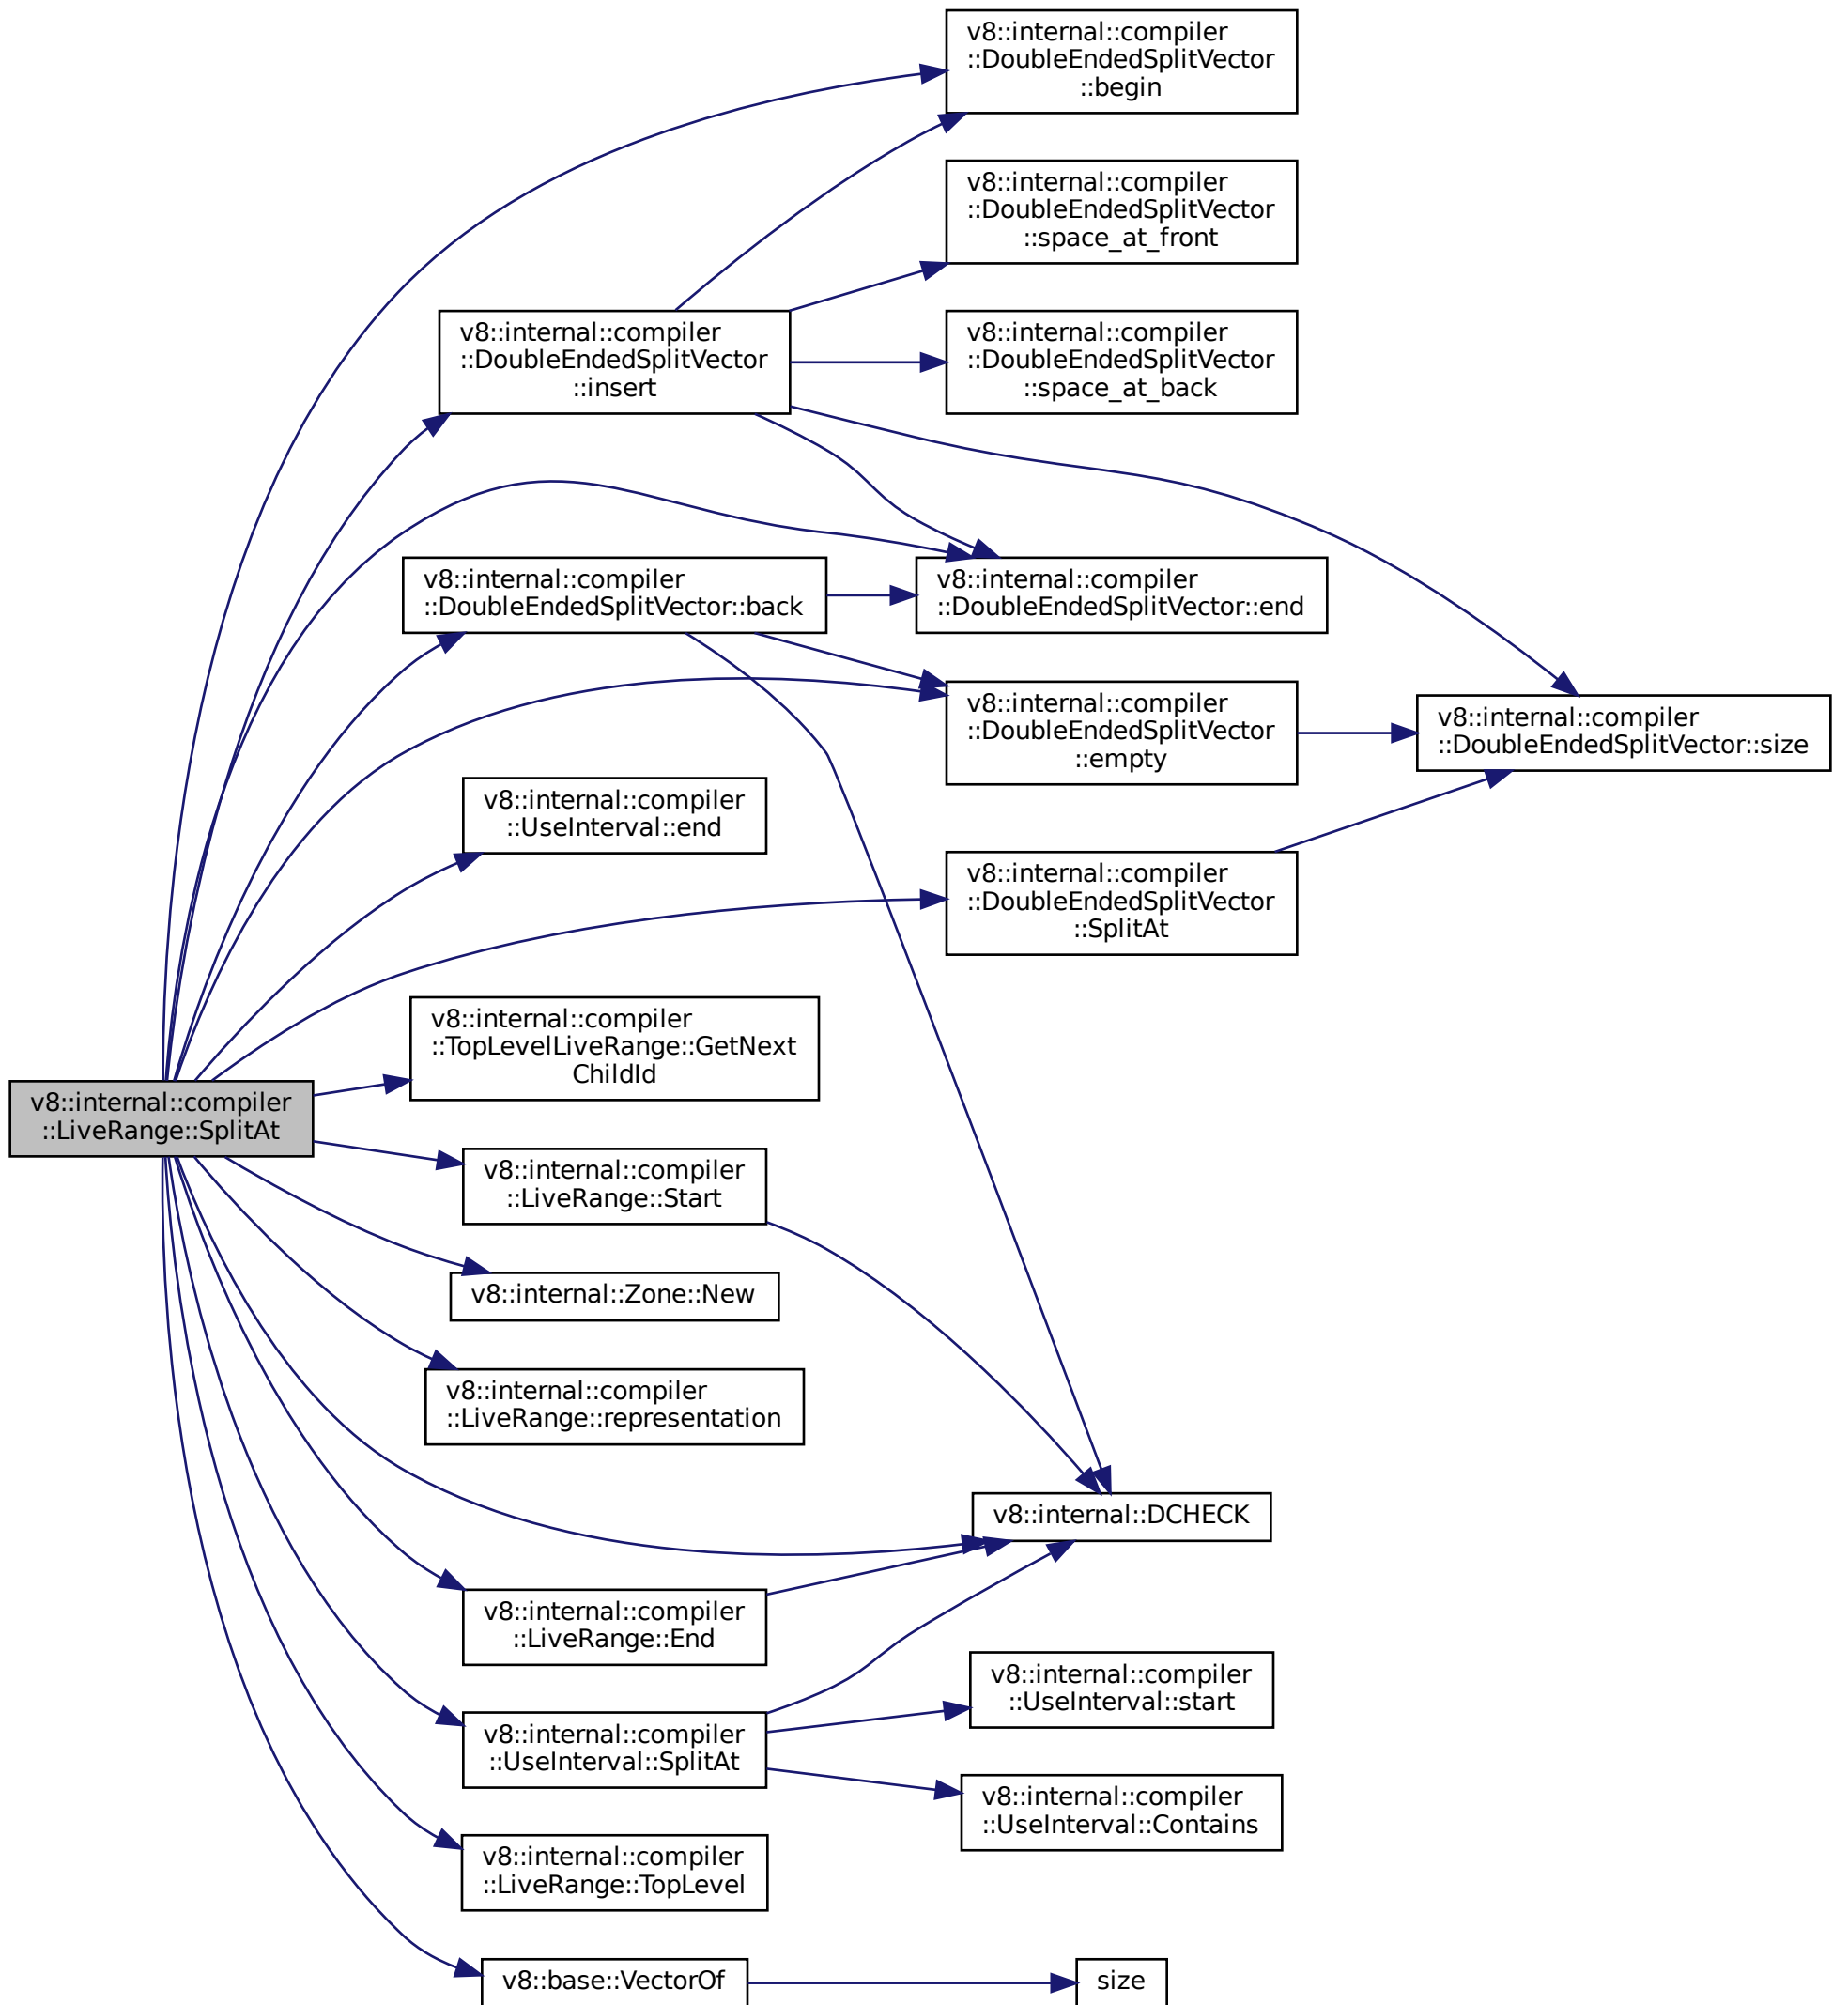 v8::internal::compiler
::DoubleEndedSplitVector
::begin
v8::internal::compiler
::DoubleEndedSplitVector
::space_at_front
v8::internal::compiler
::DoubleEndedSplitVector
::insert
v8::internal::compiler
::DoubleEndedSplitVector
::space_at_back
v8::internal::compiler
::DoubleEndedSplitVector::back
v8::internal::compiler
::DoubleEndedSplitVector::end
v8::internal::compiler
::DoubleEndedSplitVector
::empty
v8::internal::compiler
::DoubleEndedSplitVector::size
v8::internal::compiler
::UseInterval::end
v8::internal::compiler
::DoubleEndedSplitVector
::SplitAt
v8::internal::compiler
::TopLevelLiveRange::GetNext
ChildId
v8::internal::compiler
::LiveRange::SplitAt
v8::internal::compiler
::LiveRange::Start
v8::internal::Zone::New
v8::internal::compiler
::LiveRange::representation
v8::internal::DCHECK
v8::internal::compiler
::LiveRange::End
v8::internal::compiler
::UseInterval::start
v8::internal::compiler
::UseInterval::SplitAt
v8::internal::compiler
::UseInterval::Contains
v8::internal::compiler
::LiveRange::TopLevel
v8::base::VectorOf
size